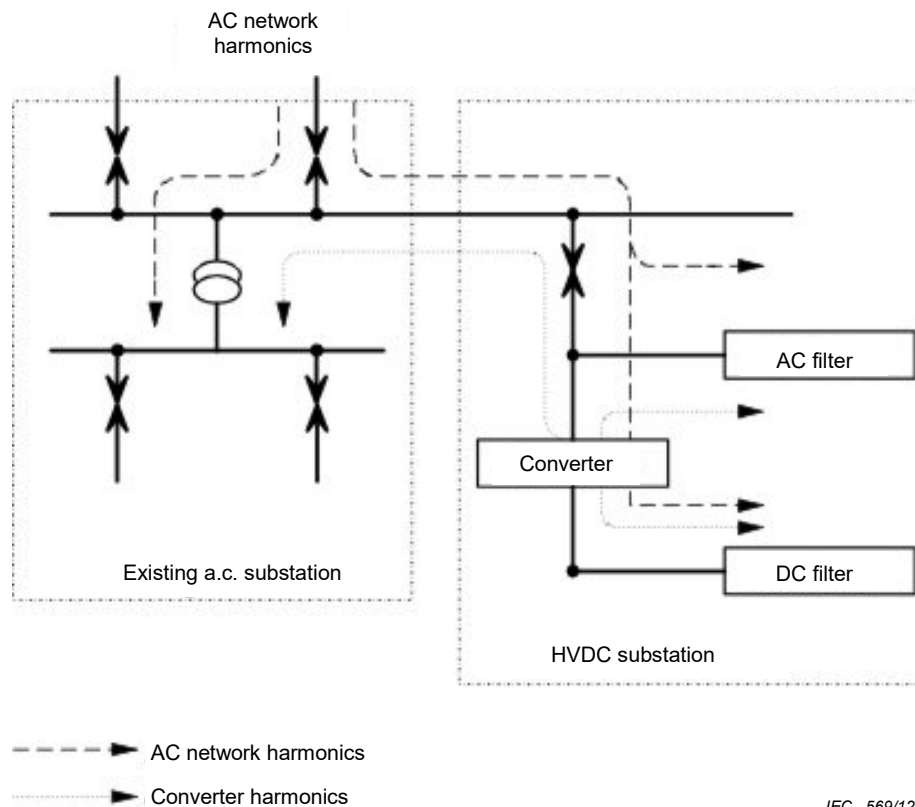 AC network
harmonics
AC filter
Converter
Existing a.c. substation
DC filter
HVDC substation
AC network harmonics
Converter harmonics
IEC 569/12